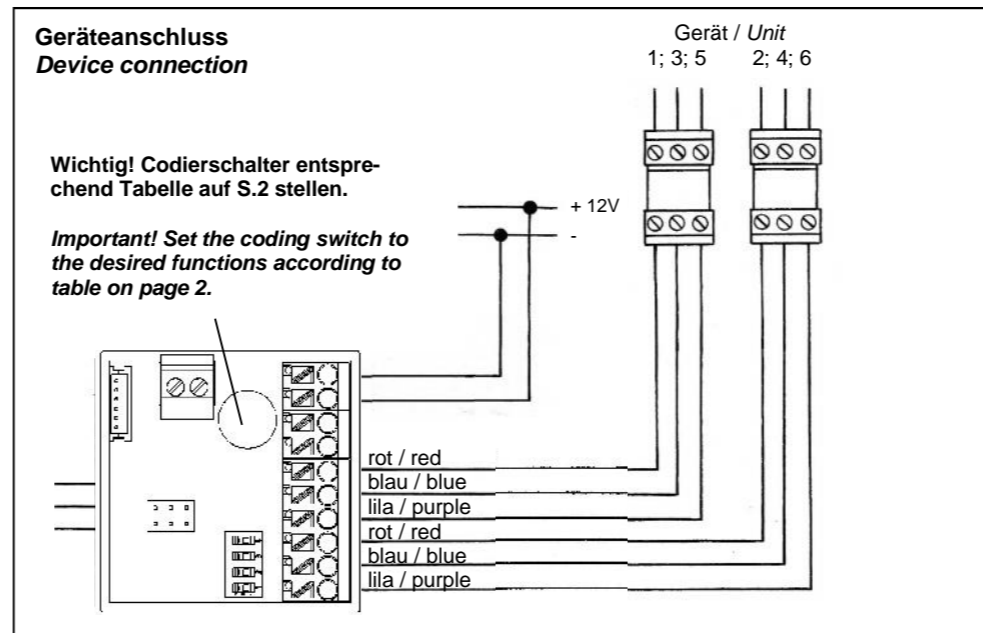 Geräteanschluss
Device connection
Gerät / Unit
1; 3; 5 2; 4; 6
Wichtig! Codierschalter entspre-
chend Tabelle auf S.2 stellen.
Important! Set the coding switch to
the desired functions according to
table on page 2.
+ 12V
-
rot / red
blau / blue
lila / purple
rot / red
blau / blue
lila / purple